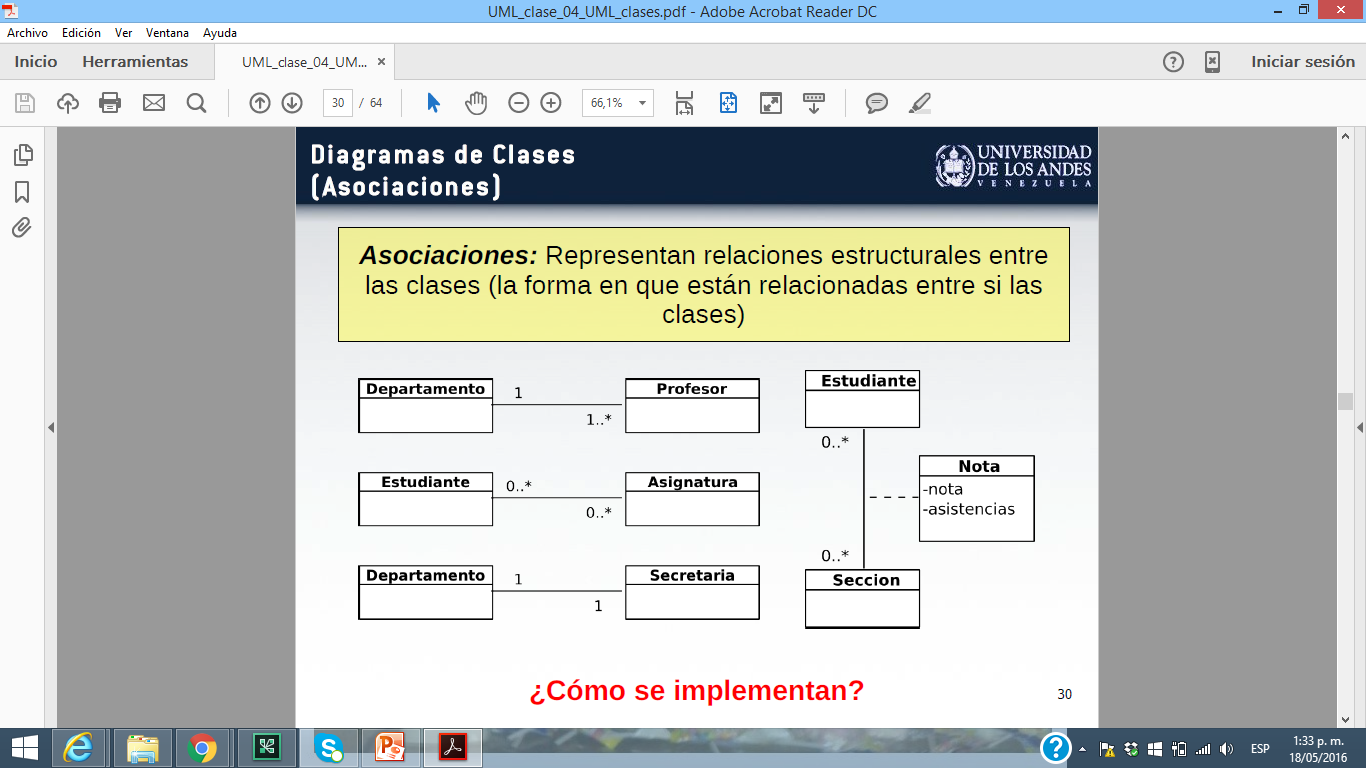 UML_clase_04_UML_clases.pdf - Adobe Acrobat Reader DC
Archivo Edición Ver Ventana Ayuda
Inicio Herramientas UML_clase_04_UM... Iniciar sesión
30 / 64 66,1%
Diagramas de Clases
(Asociaciones)
UNIVERSIDAD
DE LOS ANDES
VENEZUELA
Asociaciones: Representan relaciones estructurales entre
las clases (la forma en que están relacionadas entre si las
clases)
Departamento 1 Profesor
1..*
Estudiante 0..* Asignatura
0..*
Departamento 1 Secretaria
1
Estudiante
0..*
Nota
-nota
-asistencias
0..*
Seccion
¿Cómo se implementan?
30
ESP
1:33 p. m.
18/05/2016